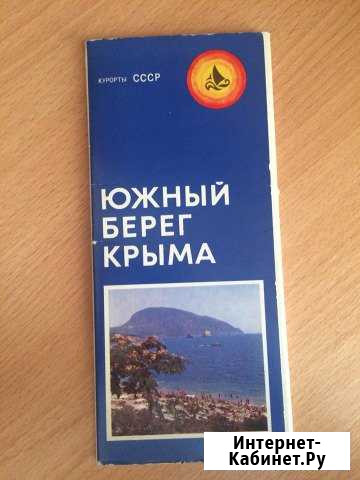 КУРОРТЫ СССР
ЮЖНЫЙ
БЕРЕГ
КРЫМА
Интернет-
Кабинет.Ру